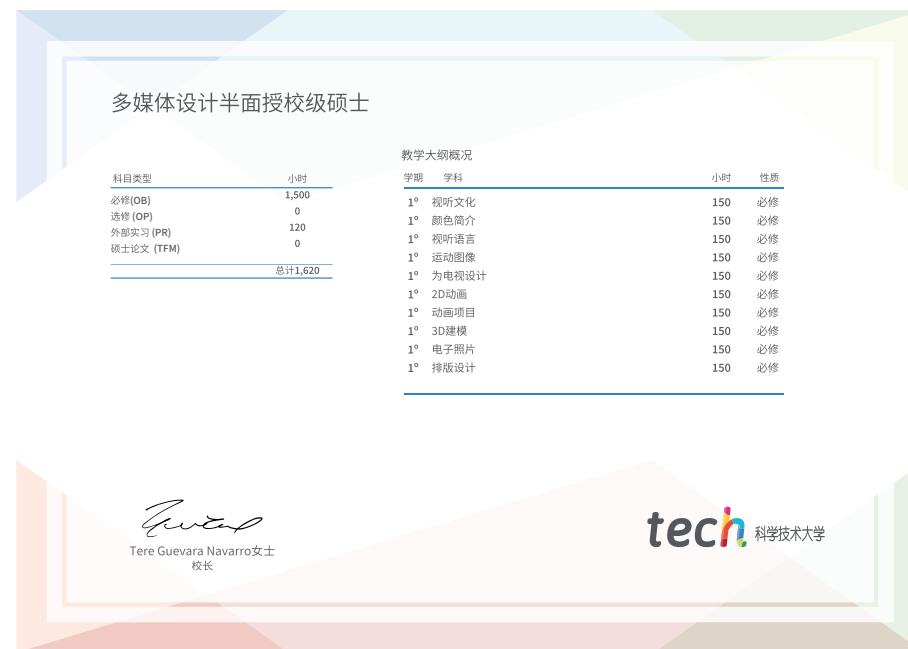 多媒体设计半面授校级硕士
科目类型 小时
必修(OB) 1,500
选修 (OP) 0
外部实习 (PR) 120
硕士论文 (TFM) 0
总计1,620
教学大纲概况
学期 学科 小时 性质
1º 视听文化 150 必修
1º 颜色简介 150 必修
1º 视听语言 150 必修
1º 运动图像 150 必修
1º 为电视设计 150 必修
1º 2D动画 150 必修
1º 动画项目 150 必修
1º 3D建模 150 必修
1º 电子照片 150 必修
1º 排版设计 150 必修
Tere Guevara Navarro女士
校长
tech 科学技术大学